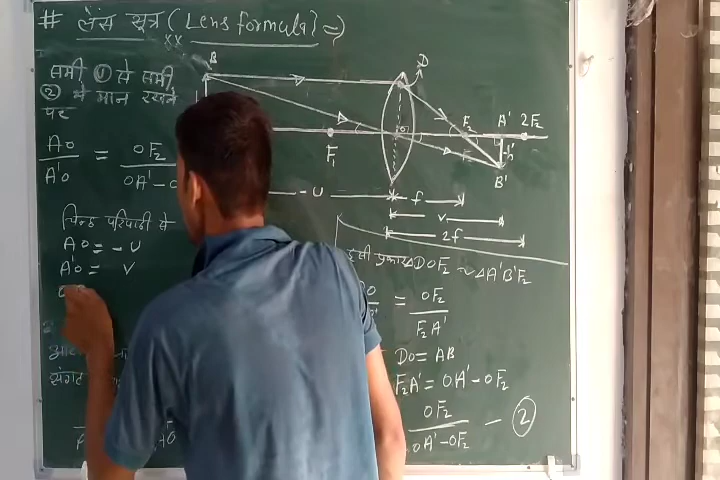 # लेंस सूत्र (Lens formula) ⇒
xx
समी. ① से समी.
② में मान रखने
पर
AO/A'O = OF₂/OA'-O
चिन्ह परिपाटी से
AO = -u
A'O = v
B
D
F₁
O
F₂
A'
2F₂
-h'
B'
-u
f
v
2f
इसी प्रकार ΔDOF₂ ~ ΔA'B'F₂
= OF₂/F₂A'
DO = AB
F₂A' = OA' - OF₂
OF₂/OA'-OF₂ - ②